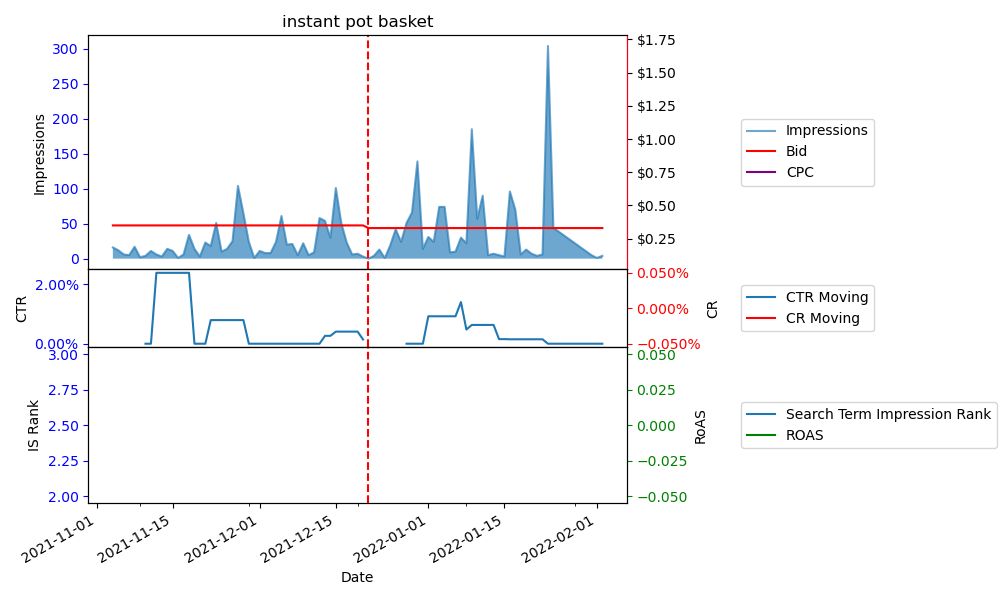 instant pot basket
300
250
200
150
100
50
0
Impressions
$1.75
$1.50
$1.25
$1.00
$0.75
$0.50
$0.25
Impressions
Bid
CPC
2.00%
0.00%
CTR
0.050%
0.000%
−0.050%
CR
CTR Moving
CR Moving
3.00
2.75
2.50
2.25
2.00
IS Rank
0.050
0.025
0.000
−0.025
−0.050
RoAS
Search Term Impression Rank
ROAS
2021-11-01
2021-11-15
2021-12-01
2021-12-15
2022-01-01
2022-01-15
2022-02-01
Date